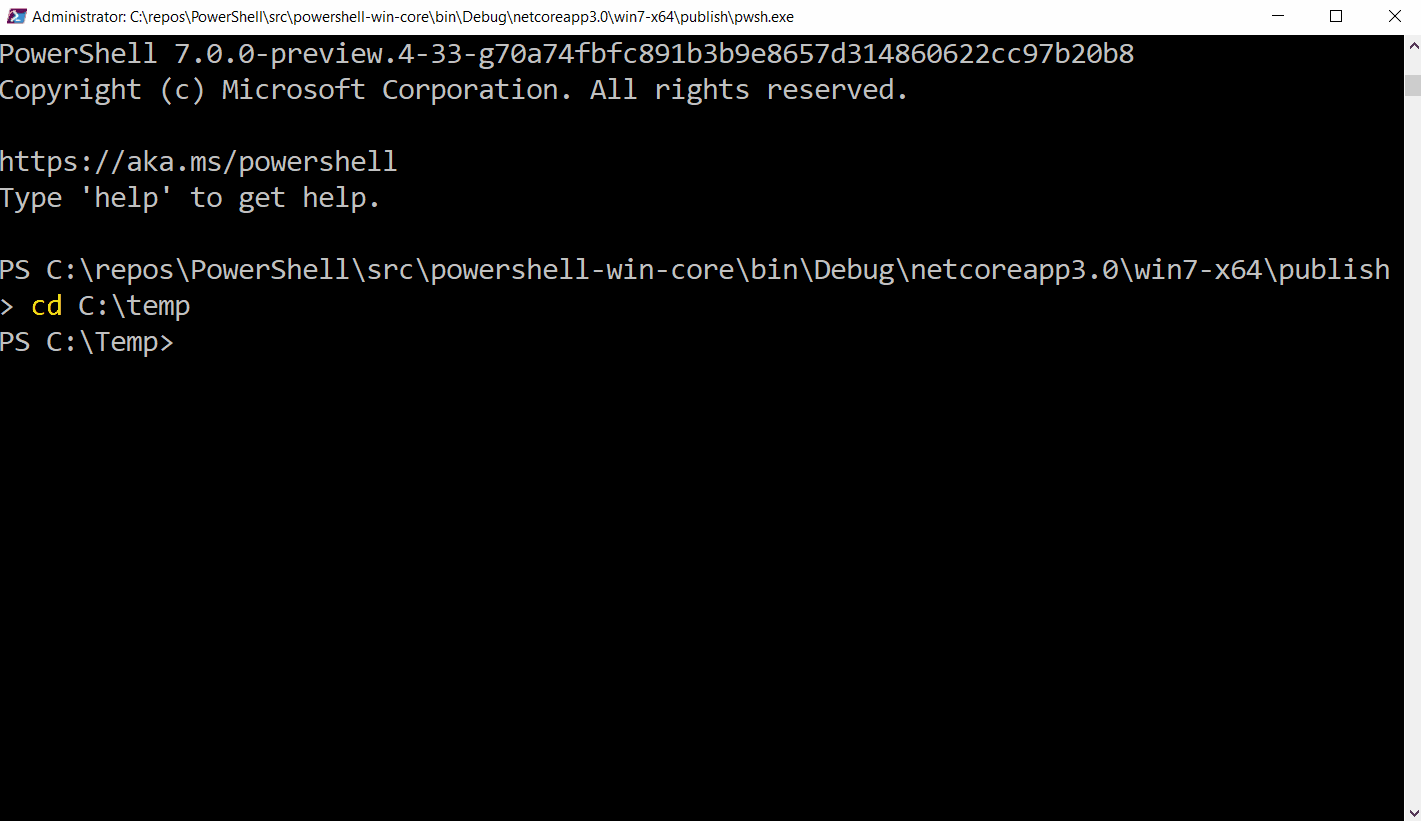 Administrator: C:\repos\PowerShell\src\powershell-win-core\bin\Debug\netcoreapp3.0\win7-x64\publish\pwsh.exe
PowerShell 7.0.0-preview.4-33-g70a74fbfc891b3b9e8657d314860622cc97b20b8
Copyright (c) Microsoft Corporation. All rights reserved.
https://aka.ms/powershell
Type 'help' to get help.
PS C:\repos\PowerShell\src\powershell-win-core\bin\Debug\netcoreapp3.0\win7-x64\publish
> cd C:\temp
PS C:\Temp>